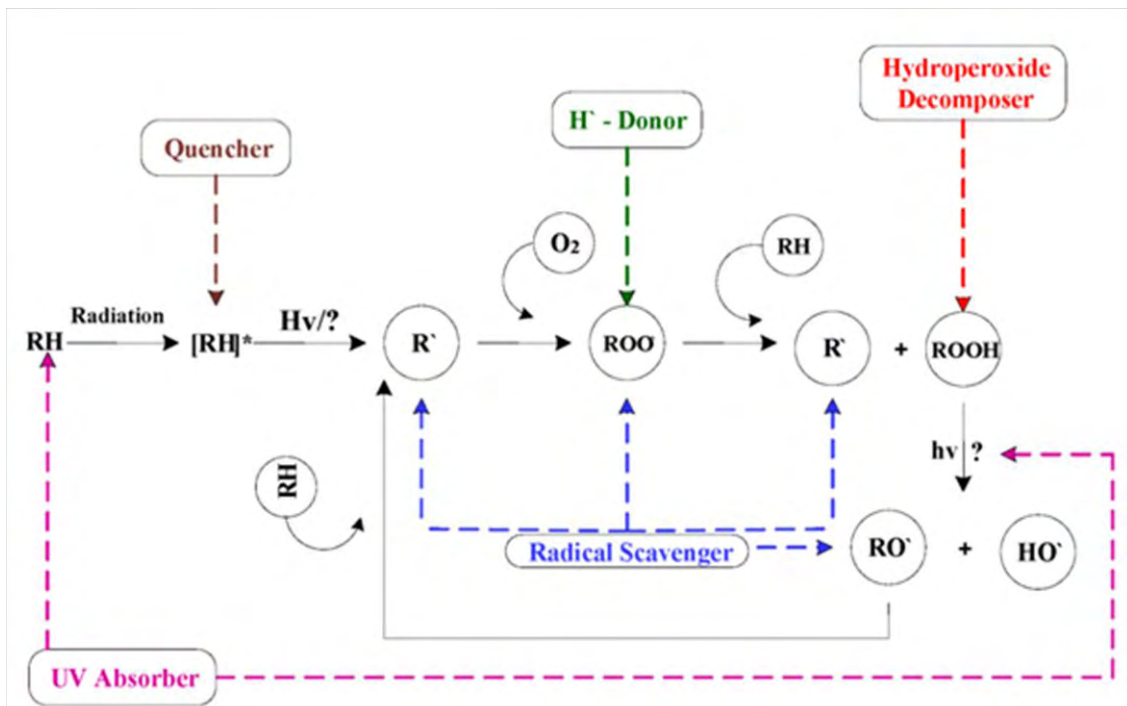 Hydroperoxide
Decomposer
H` - Donor
Quencher
O2
RH
Radiation
Hv/?
RH
[RH]*
R`
ROO`
R`
+
ROOH
hv
?
RH
Radical Scavenger
RO`
+
HO`
UV Absorber